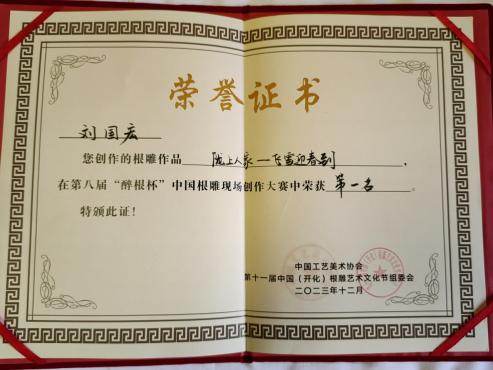 荣誉证书
刘国宏
您创作的根雕作品 陇上人家—飞雪迎春到 ，
在第八届“醉根杯”中国根雕现场创作大赛中荣获 第一名 。
特颁此证！
中国工艺美术协会
第十一届中国（开化）根雕艺术文化节组委会
二〇二三年十二月